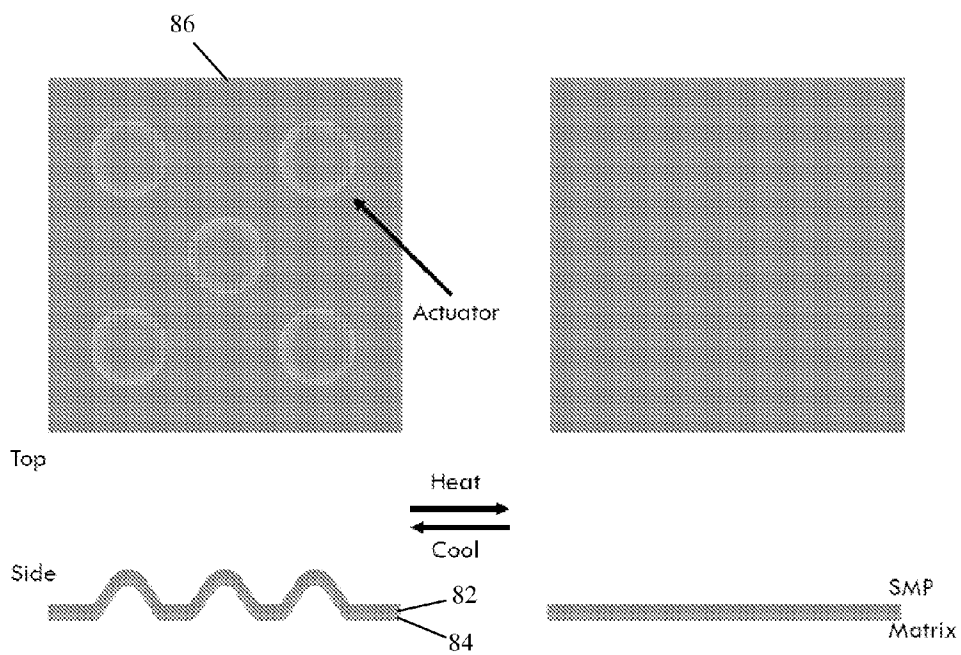 86
Actuator
Top
Heat
Cool
Side
82
84
SMP
Matrix